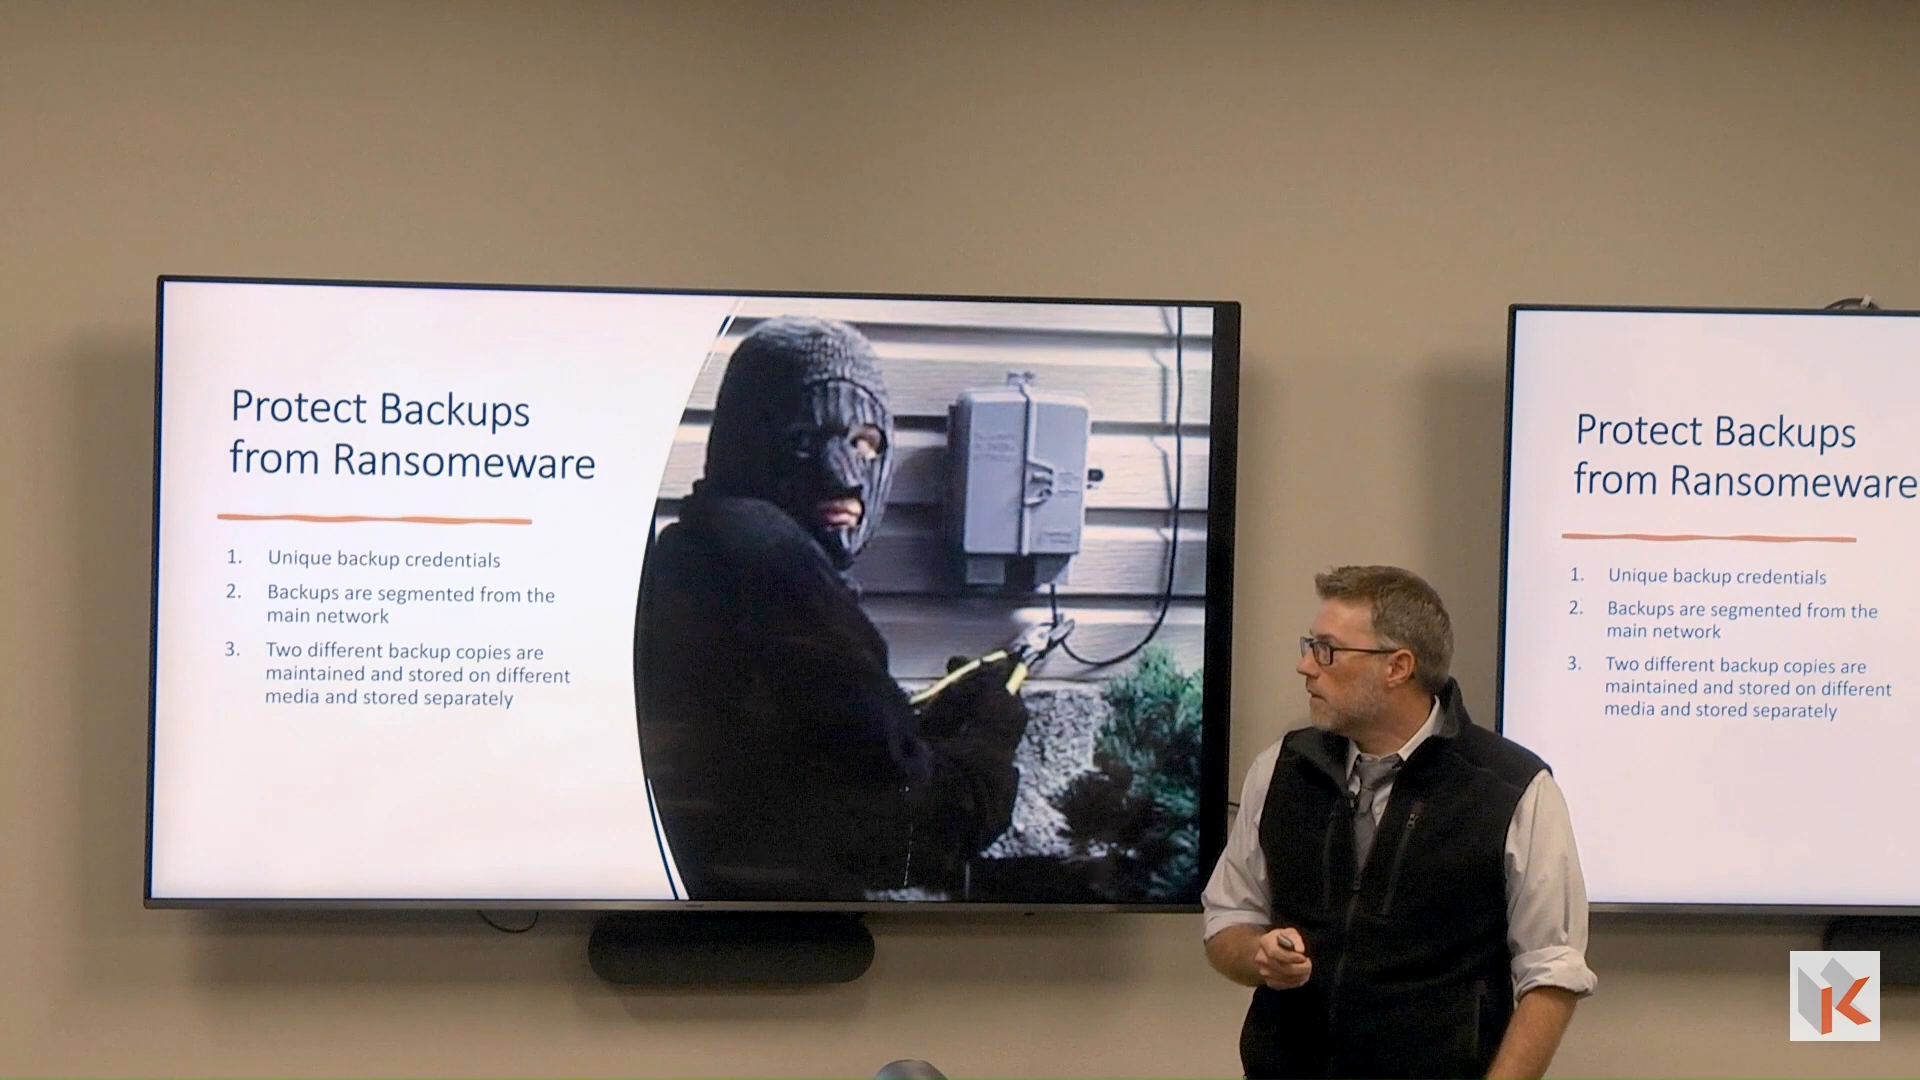 Protect Backups
from Ransomeware
1. Unique backup credentials
2. Backups are segmented from the
main network
3. Two different backup copies are
maintained and stored on different
media and stored separately
Protect Backups
from Ransomeware
1. Unique backup credentials
2. Backups are segmented from the
main network
3. Two different backup copies are
maintained and stored on different
media and stored separately
K